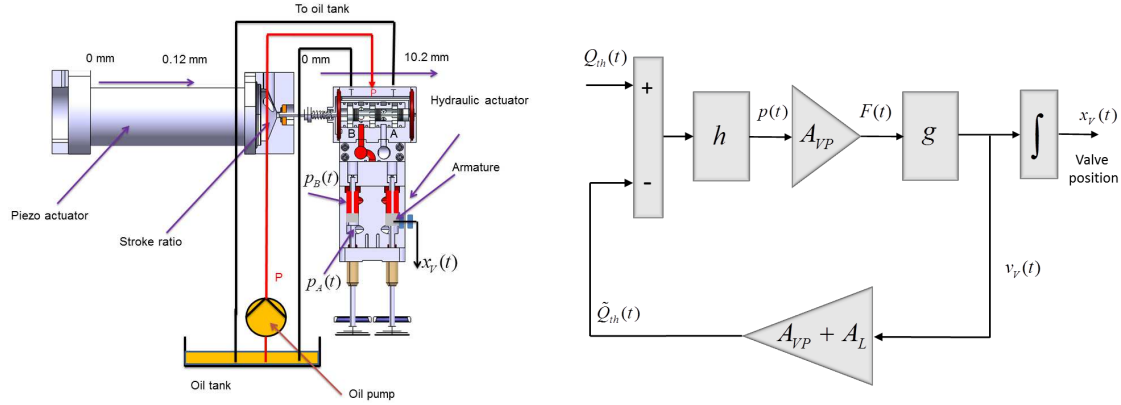 To oil tank
0 mm
0.12 mm
0 mm
10.2 mm
T P T
Hydraulic actuator
B A
Armature
p_B(t)
Piezo actuator
Stroke ratio
x_V(t)
p_A(t)
P
Oil tank
Oil pump
Q_th(t)
+
h
p(t)
A_VP
F(t)
g
∫
x_V(t)
Valve
position
-
v_V(t)
Q̃_th(t)
A_VP + A_L